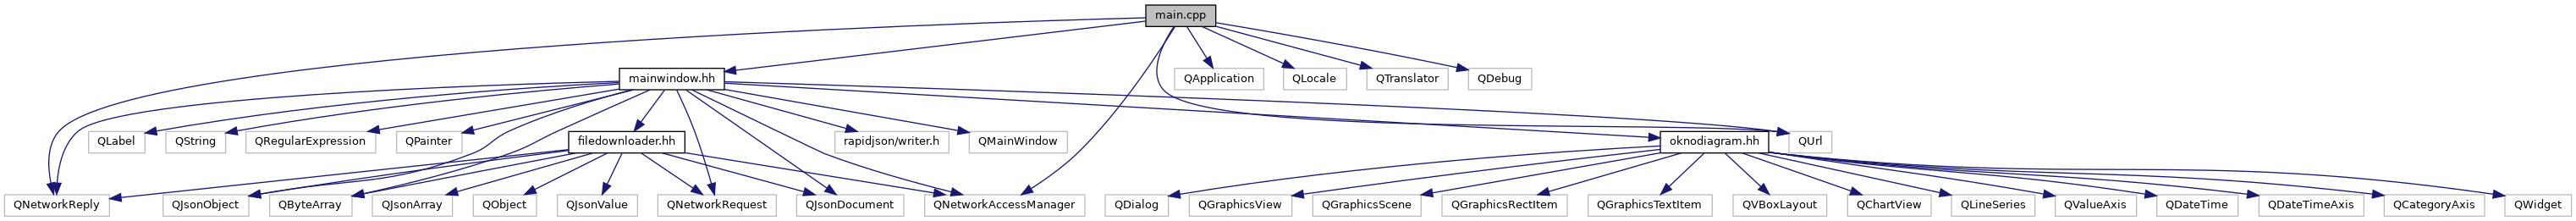 main.cpp
mainwindow.hh
QApplication
QLocale
QTranslator
QDebug
QLabel
QString
QRegularExpression
QPainter
filedownloader.hh
rapidjson/writer.h
QMainWindow
oknodiagram.hh
QUrl
QNetworkReply
QJsonObject
QByteArray
QJsonArray
QObject
QJsonValue
QNetworkRequest
QJsonDocument
QNetworkAccessManager
QDialog
QGraphicsView
QGraphicsScene
QGraphicsRectItem
QGraphicsTextItem
QVBoxLayout
QChartView
QLineSeries
QValueAxis
QDateTime
QDateTimeAxis
QCategoryAxis
QWidget